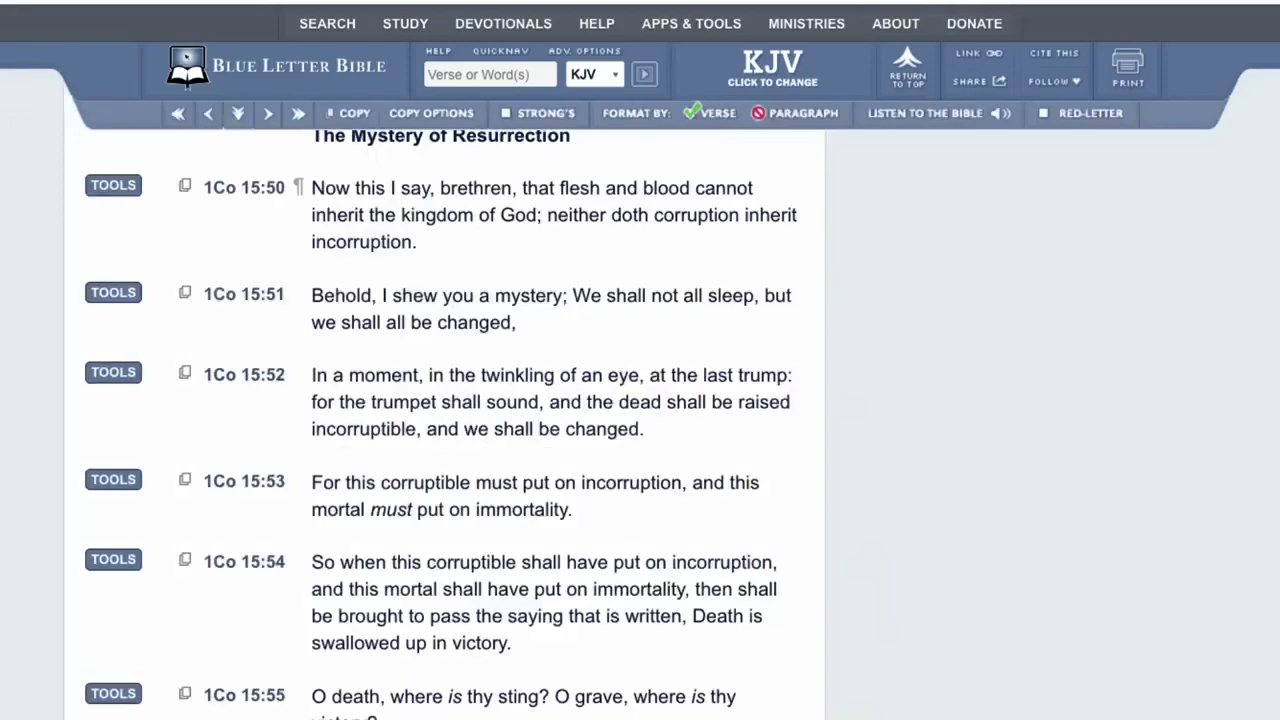 SEARCH STUDY DEVOTIONALS HELP APPS & TOOLS MINISTRIES ABOUT DONATE
BLUE LETTER BIBLE
HELP QUICKNAV ADV. OPTIONS
Verse or Word(s) KJV
KJV
CLICK TO CHANGE
RETURN
TO TOP
LINK CITE THIS
SHARE FOLLOW
PRINT
COPY COPY OPTIONS STRONG'S FORMAT BY: VERSE PARAGRAPH LISTEN TO THE BIBLE RED-LETTER
The Mystery of Resurrection
TOOLS 1Co 15:50 ¶ Now this I say, brethren, that flesh and blood cannot
inherit the kingdom of God; neither doth corruption inherit
incorruption.
TOOLS 1Co 15:51 Behold, I shew you a mystery; We shall not all sleep, but
we shall all be changed,
TOOLS 1Co 15:52 In a moment, in the twinkling of an eye, at the last trump:
for the trumpet shall sound, and the dead shall be raised
incorruptible, and we shall be changed.
TOOLS 1Co 15:53 For this corruptible must put on incorruption, and this
mortal must put on immortality.
TOOLS 1Co 15:54 So when this corruptible shall have put on incorruption,
and this mortal shall have put on immortality, then shall
be brought to pass the saying that is written, Death is
swallowed up in victory.
TOOLS 1Co 15:55 O death, where is thy sting? O grave, where is thy
victory?